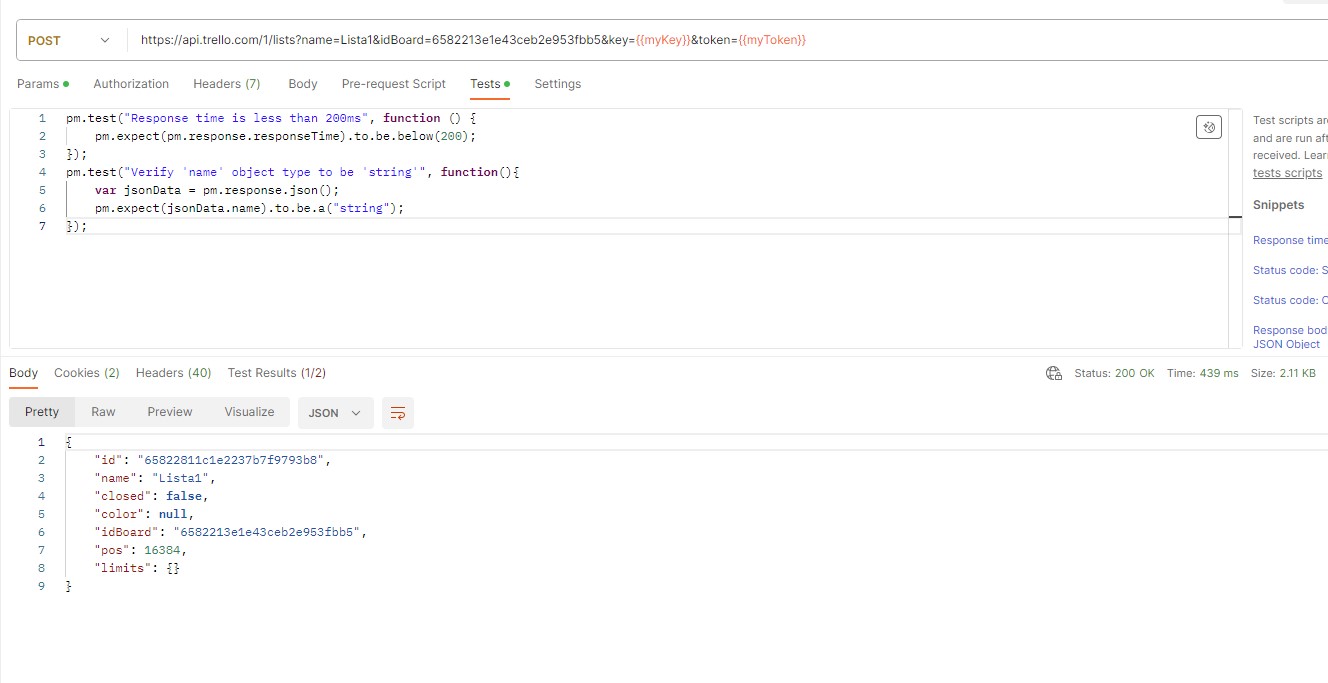 POST https://api.trello.com/1/lists?name=Lista1&idBoard=6582213e1e43ceb2e953fbb5&key={{myKey}}&token={{myToken}}
Params Authorization Headers (7) Body Pre-request Script Tests Settings
1 pm.test("Response time is less than 200ms", function () {
2 pm.expect(pm.response.responseTime).to.be.below(200);
3 });
4 pm.test("Verify 'name' object type to be 'string'", function(){
5 var jsonData = pm.response.json();
6 pm.expect(jsonData.name).to.be.a("string");
7 });
Test scripts are
and are run aft
received. Lear
tests scripts
Snippets
Response time
Status code: S
Status code: C
Response bod
JSON Object
Body Cookies (2) Headers (40) Test Results (1/2) Status: 200 OK Time: 439 ms Size: 2.11 KB
Pretty Raw Preview Visualize JSON
1 {
2 "id": "65822811c1e2237b7f9793b8",
3 "name": "Lista1",
4 "closed": false,
5 "color": null,
6 "idBoard": "6582213e1e43ceb2e953fbb5",
7 "pos": 16384,
8 "limits": {}
9 }